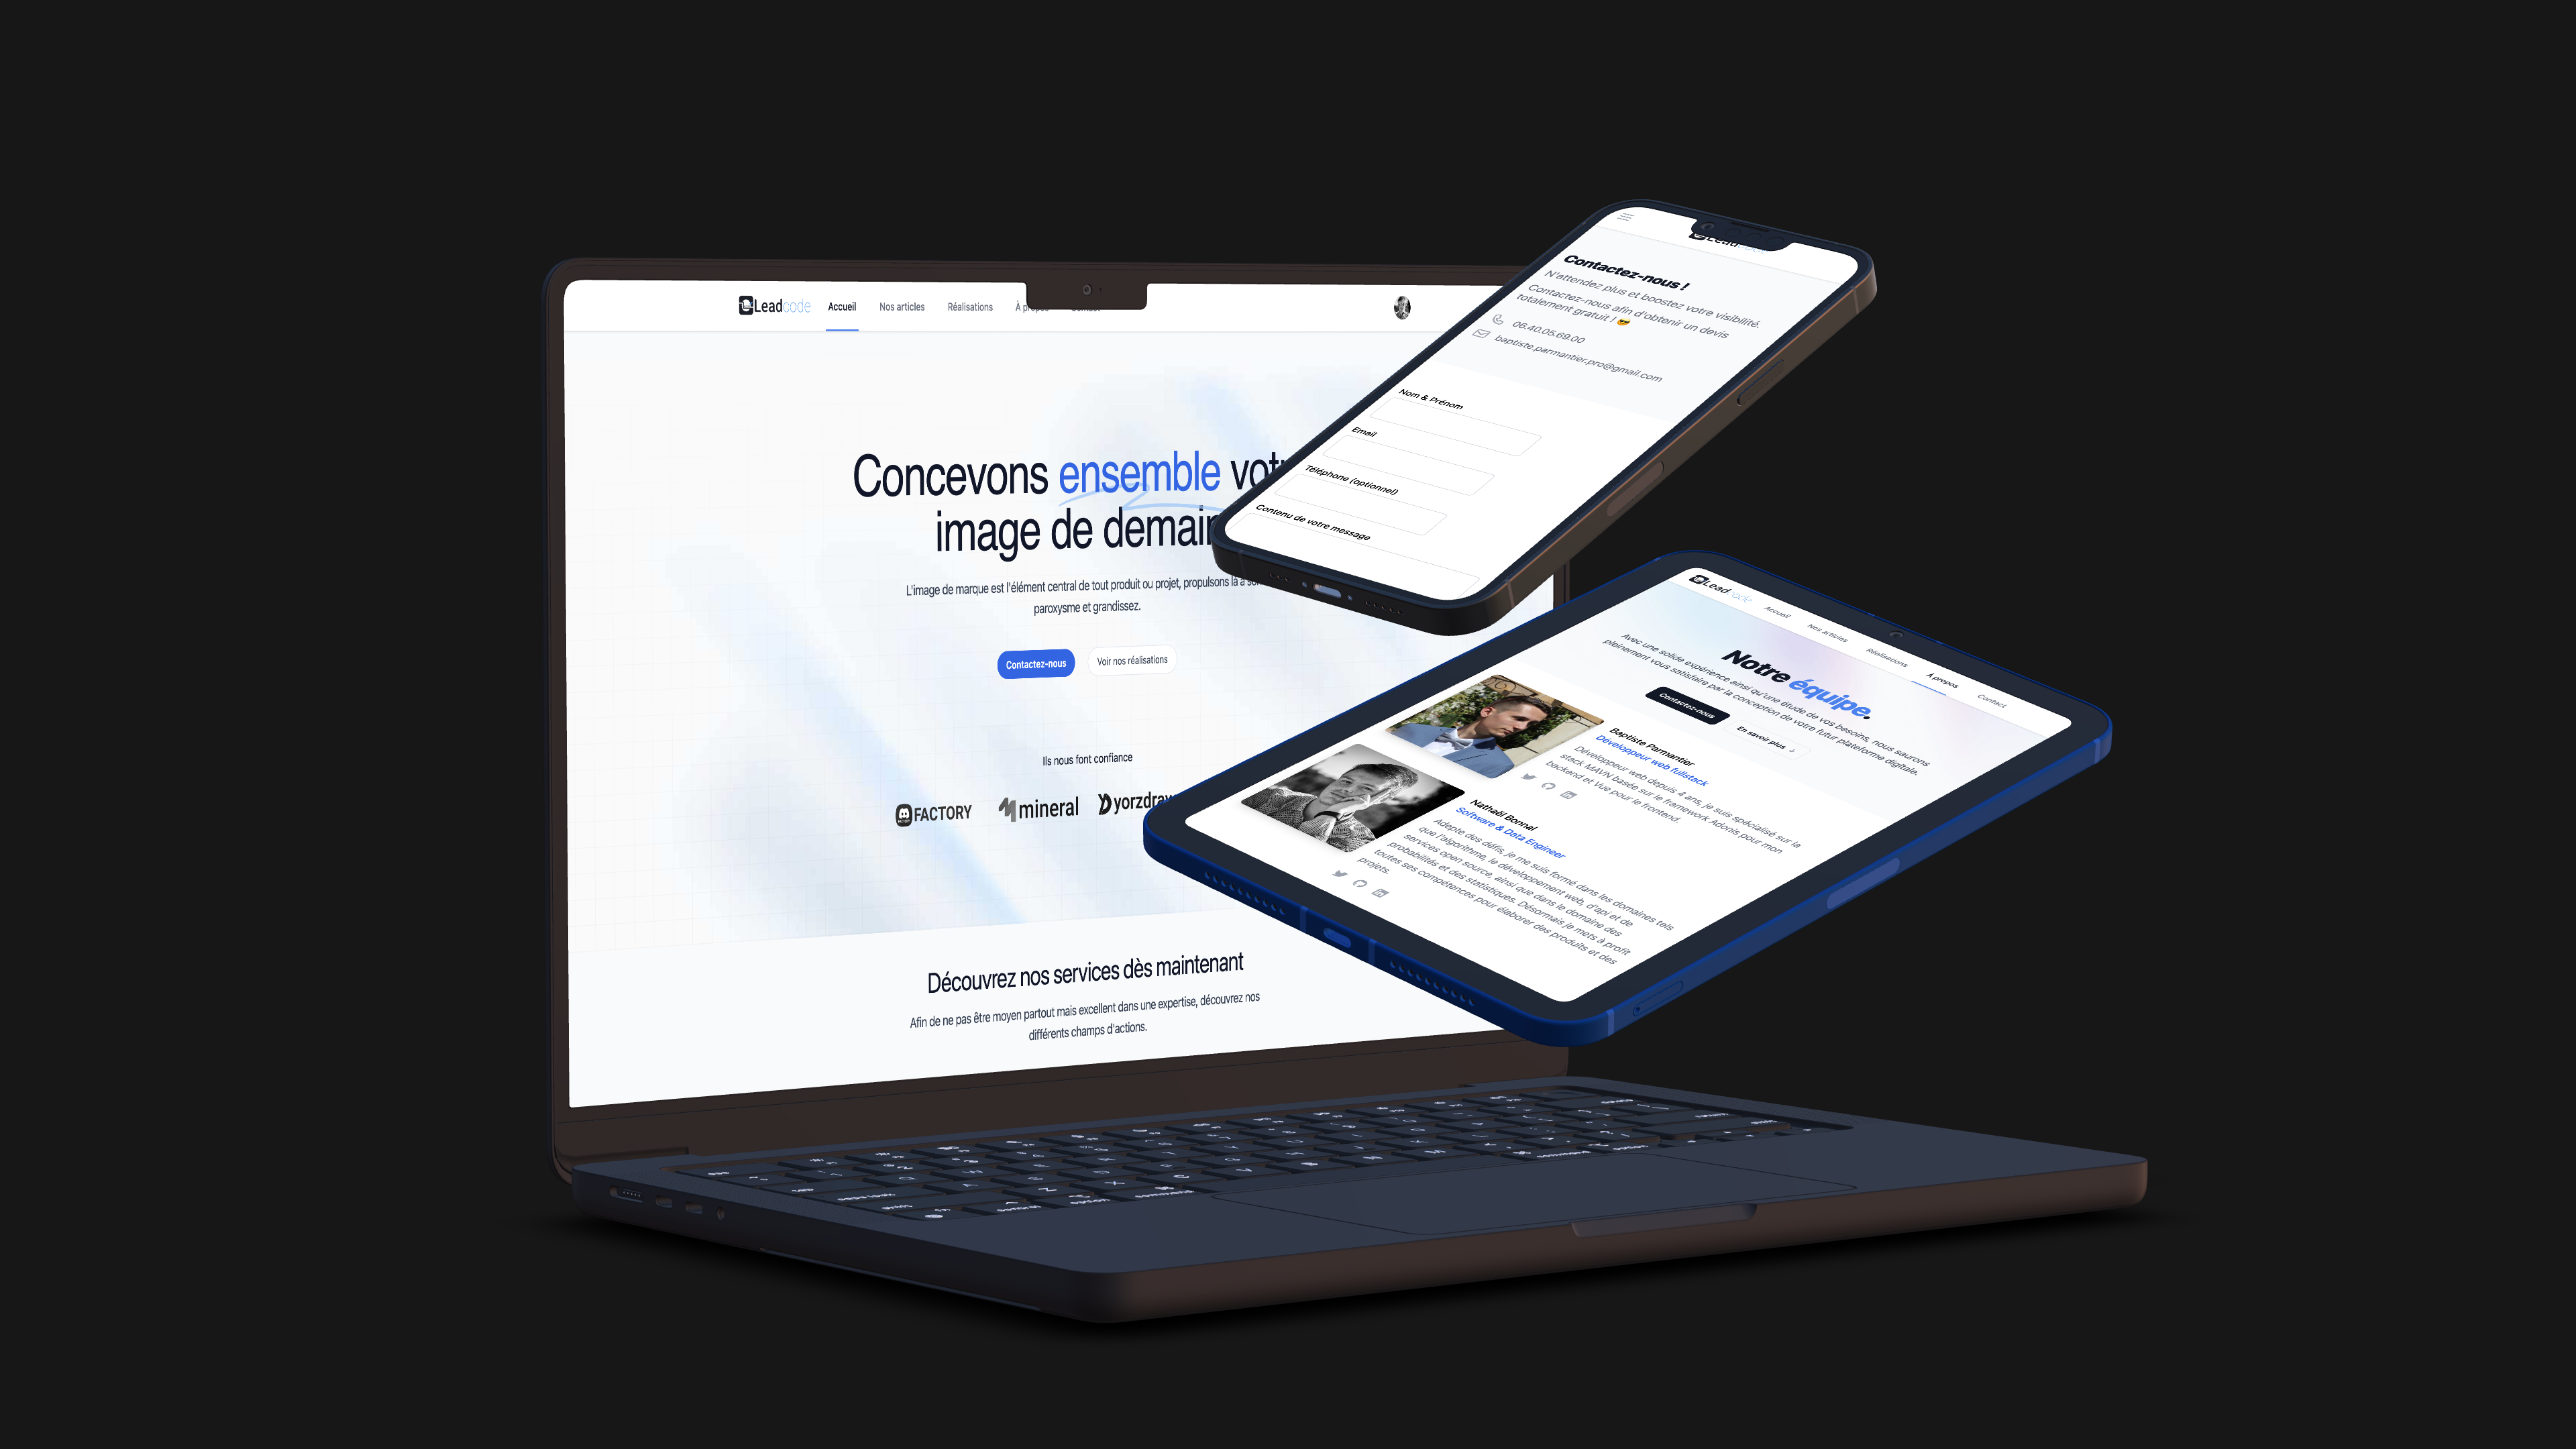 Leadcode
Accueil
Nos articles
Réalisations
Concevons ensemble
image de demain
L'image de marque est l'élément central de tout produit ou projet, propulsons là à
paroxysme et grandissez.
Contactez-nous
Voir nos réalisations
Ils nous font confiance
FACTORY
mineral
Découvrez nos services dès maintenant
Afin de ne pas être moyen partout mais excellent dans une expertise, découvrez nos
différents champs d'actions.
Contactez-nous !
N'attendez plus et boostez votre visibilité.
Contactez-nous afin d'obtenir un devis
totalement gratuit ! 😎
06.40.05.69.00
baptiste.parmantier.pro@gmail.com
Nom & Prénom
Email
Téléphone (optionnel)
Contenu de votre message
Leadcode
Accueil
Nos articles
Réalisations
À propos
Contact
Notre équipe.
Avec une solide expérience ainsi qu'une étude de vos besoins, nous saurons
pleinement vous satisfaire par la conception de votre futur plateforme digitale.
Contactez-nous
En savoir plus ↓
Baptiste Parmantier
Développeur web fullstack
Développeur web depuis 4 ans, je suis spécialisé sur la
stack MAVN basée sur le framework Adonis pour mon
backend et Vue pour le frontend.
Nathaël Bonnal
Software & Data Engineer
Adepte des défis, je me suis formé dans les domaines tels
que l'algorithme, le développement web, d'api et de
services open source, ainsi que dans le domaine des
probabilités et des statistiques. Désormais je mets à profit
toutes ses compétences pour élaborer des produits et des
projets.